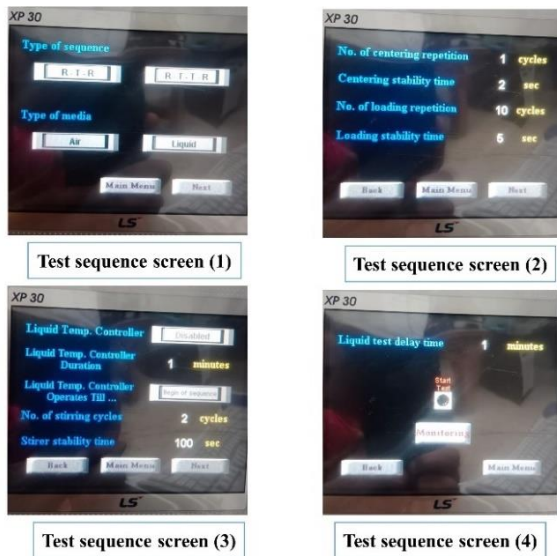 XP 30
Type of sequence
R-T-R
R-T-T-R
Type of media
Air
Liquid
Main Menu
Next
LS
Test sequence screen (1)
XP 30
No. of centering repetition 1 cycles
Centering stability time 2 sec
No. of loading repetition 10 cycles
Loading stability time 5 sec
Back
Main Menu
Next
LS
Test sequence screen (2)
XP 30
Liquid Temp. Controller Disabled
Liquid Temp. Controller
Duration 1 minutes
Liquid Temp. Controller
Operates Till ... Begin of sequence
No. of stirring cycles 2 cycles
Stirer stability time 100 sec
Back
Main Menu
Next
LS
Test sequence screen (3)
XP 30
Liquid test delay time 1 minutes
Start
Test
Monitoring
Back
Main Menu
LS
Test sequence screen (4)